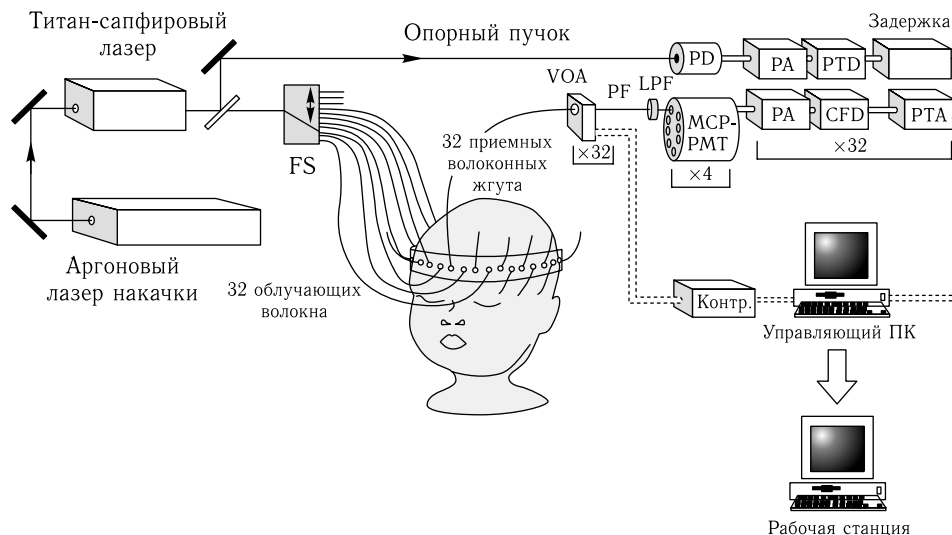 Титан-сапфировый
лазер
Опорный пучок
Задержка
PD
PA
PTD
VOA
PF
LPF
MCP-
PMT
PA
CFD
PTA
×32
×4
×32
FS
32 приемных
волоконных
жгута
Аргоновый
лазер накачки
32 облучающих
волокна
Контр.
Управляющий ПК
Рабочая станция